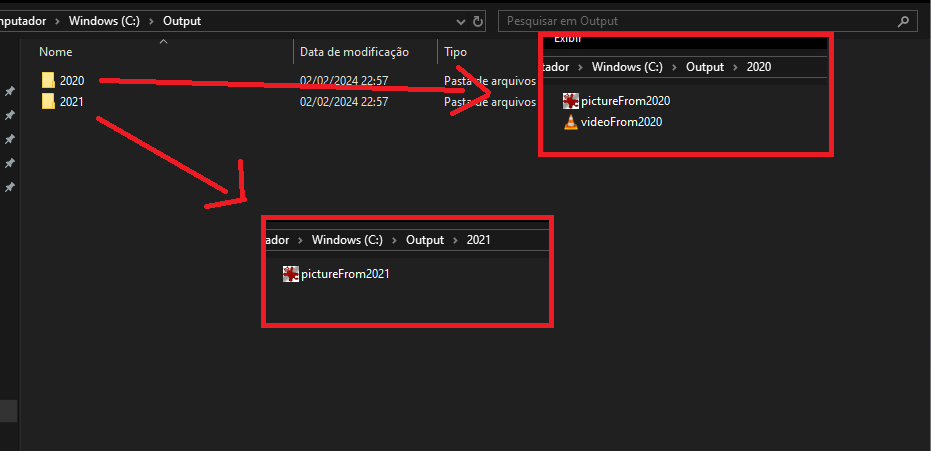 Computador > Windows (C:) > Output
Pesquisar em Output
Nome Data de modificação Tipo
2020 02/02/2024 22:57 Pasta de arquivos
2021 02/02/2024 22:57 Pasta de arquivos
Exibir
tador > Windows (C:) > Output > 2020
pictureFrom2020
videoFrom2020
ador > Windows (C:) > Output > 2021
pictureFrom2021